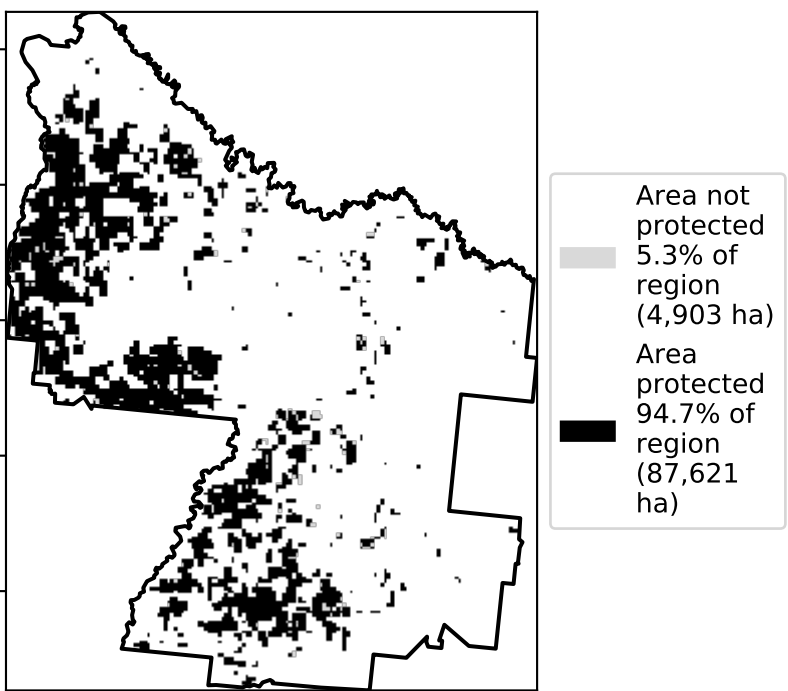 Area not
protected
5.3% of
region
(4,903 ha)
Area
protected
94.7% of
region
(87,621
ha)